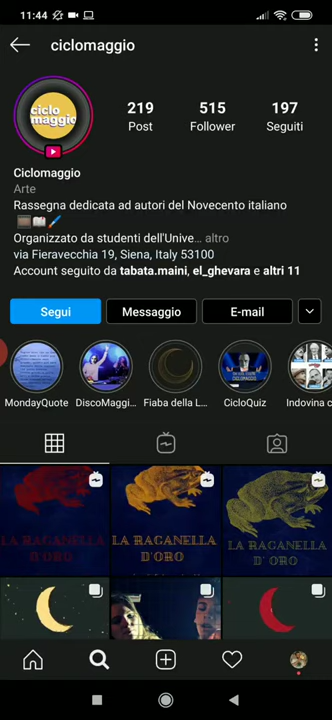 11:44
ciclomaggio
ciclo
maggio
219
515
197
Post
Follower
Seguiti
Ciclomaggio
Arte
Rassegna dedicata ad autori del Novecento italiano
Organizzato da studenti dell'Unive... altro
via Fieravecchia 19, Siena, Italy 53100
Account seguito da tabata.maini, el_ghevara e altri 11
Segui
Messaggio
E-mail
MondayQuote
DiscoMaggi...
Fiaba della L...
CicloQuiz
Indovina c
LA RAGANELLA
D'ORO
LA RAGANELLA
D'ORO
LA RAGANELLA
D'ORO